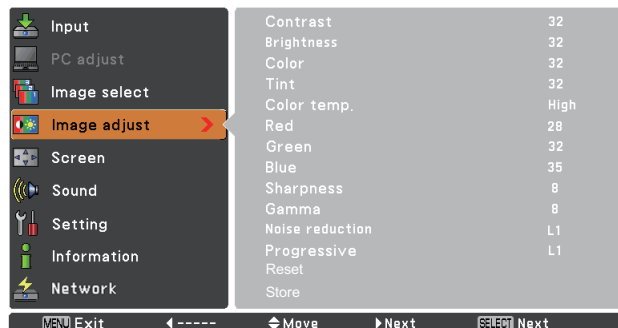 Input
PC adjust
Image select
Image adjust
Screen
Sound
Setting
Information
Network
Contrast 32
Brightness 32
Color 32
Tint 32
Color temp. High
Red 28
Green 32
Blue 35
Sharpness 8
Gamma 8
Noise reduction L1
Progressive L1
Reset
Store
MENU Exit ----- Move Next SELECT Next